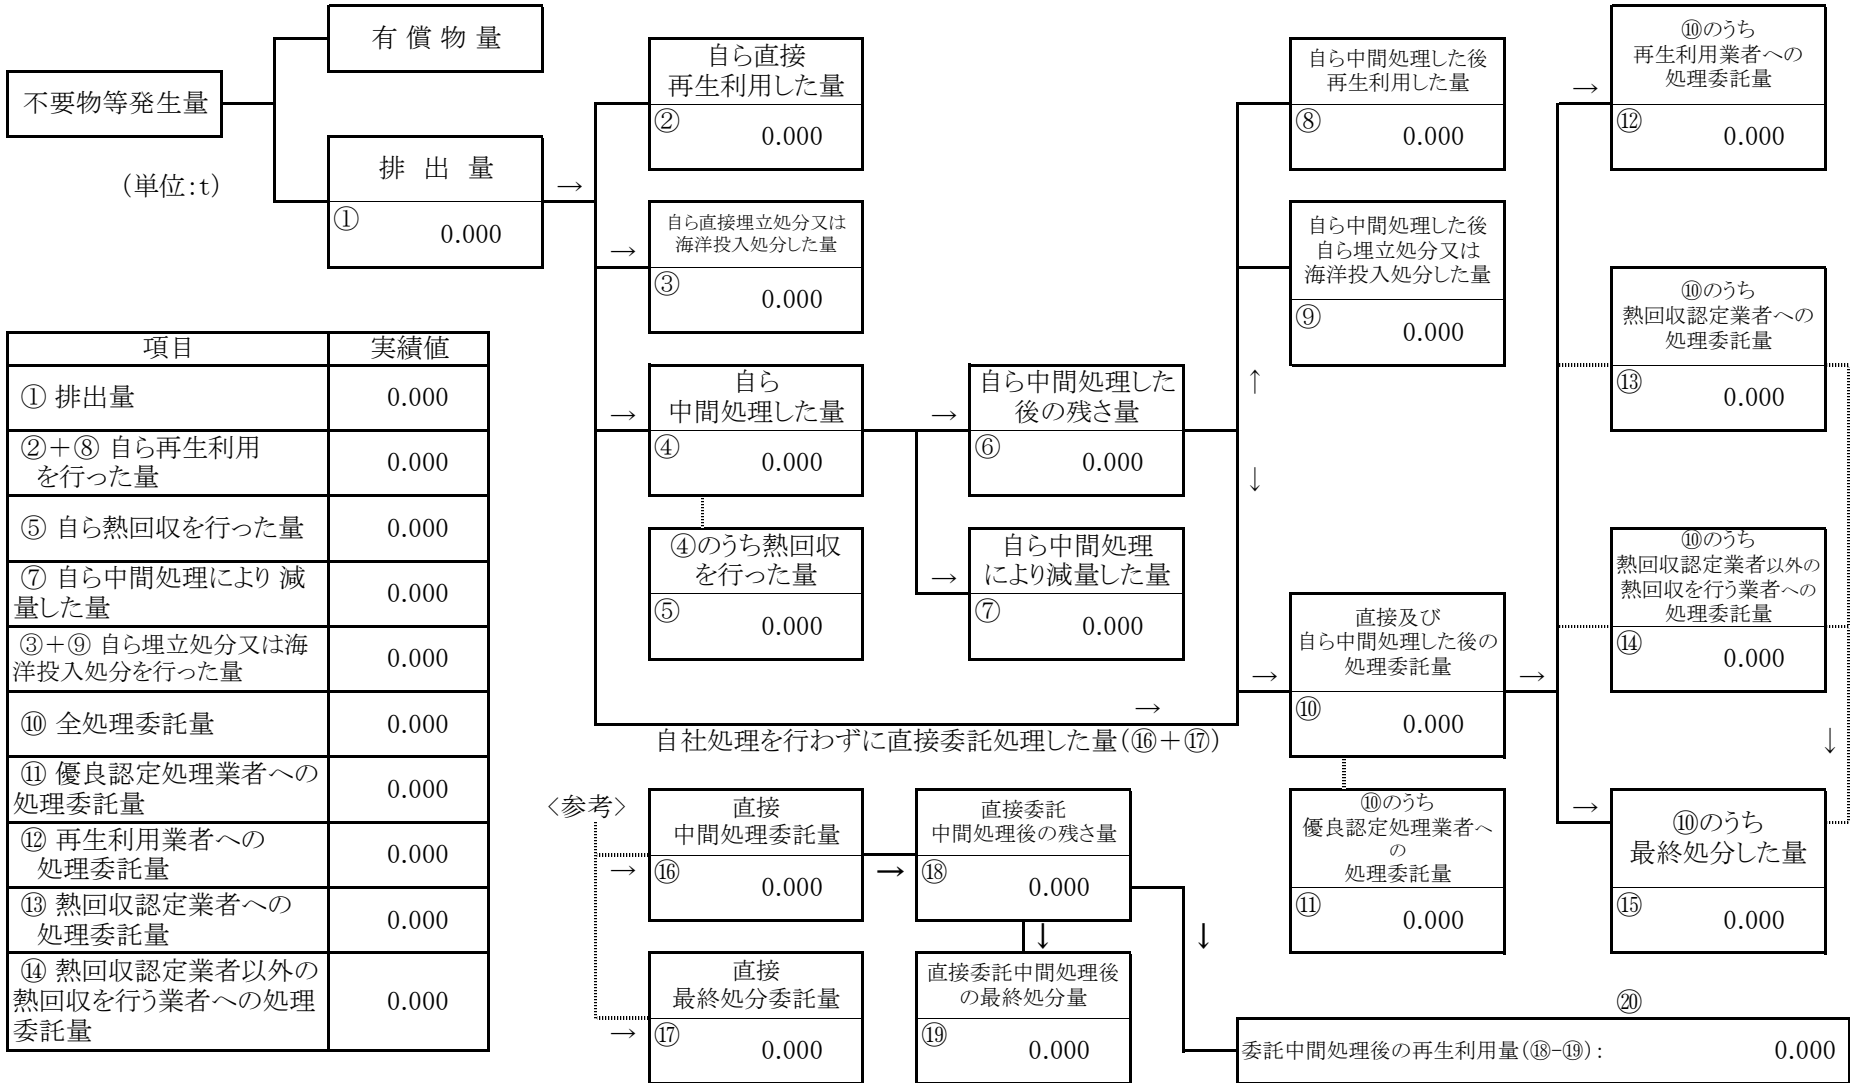 不要物等発生量
(単位:t)
有 償 物 量
排 出 量
①
0.000
→
自ら直接
再生利用した量
②
0.000
→
自ら直接埋立処分又は
海洋投入処分した量
③
0.000
→
自ら
中間処理した量
④
0.000
④のうち熱回収
を行った量
⑤
0.000
→
自ら中間処理した
後の残さ量
⑥
0.000
→
自ら中間処理
により減量した量
⑦
0.000
↑
↓
自ら中間処理した後
再生利用した量
⑧
0.000
自ら中間処理した後
自ら埋立処分又は
海洋投入処分した量
⑨
0.000
→
自社処理を行わずに直接委託処理した量(⑯+⑰)
→
直接及び
自ら中間処理した後の
処理委託量
⑩
0.000
→
⑩のうち
優良認定処理業者へ
の
処理委託量
⑪
0.000
→
⑩のうち
再生利用業者への
処理委託量
⑫
0.000
⑩のうち
熱回収認定業者への
処理委託量
⑬
0.000
⑩のうち
熱回収認定業者以外の
熱回収を行う業者への
処理委託量
⑭
0.000
↓
→
⑩のうち
最終処分した量
⑮
0.000
項目 実績値
① 排出量 0.000
②+⑧ 自ら再生利用
を行った量 0.000
⑤ 自ら熱回収を行った量 0.000
⑦ 自ら中間処理により 減
量した量 0.000
③+⑨ 自ら埋立処分又は海
洋投入処分を行った量 0.000
⑩ 全処理委託量 0.000
⑪ 優良認定処理業者への
処理委託量 0.000
⑫ 再生利用業者への
処理委託量 0.000
⑬ 熱回収認定業者への
処理委託量 0.000
⑭ 熱回収認定業者以外の
熱回収を行う業者への処理
委託量 0.000
〈参考〉
→
直接
中間処理委託量
⑯
0.000
→
直接委託
中間処理後の残さ量
⑱
0.000
↓
↓
→
直接
最終処分委託量
⑰
0.000
直接委託中間処理後
の最終処分量
⑲
0.000
⑳
委託中間処理後の再生利用量(⑱-⑲): 0.000